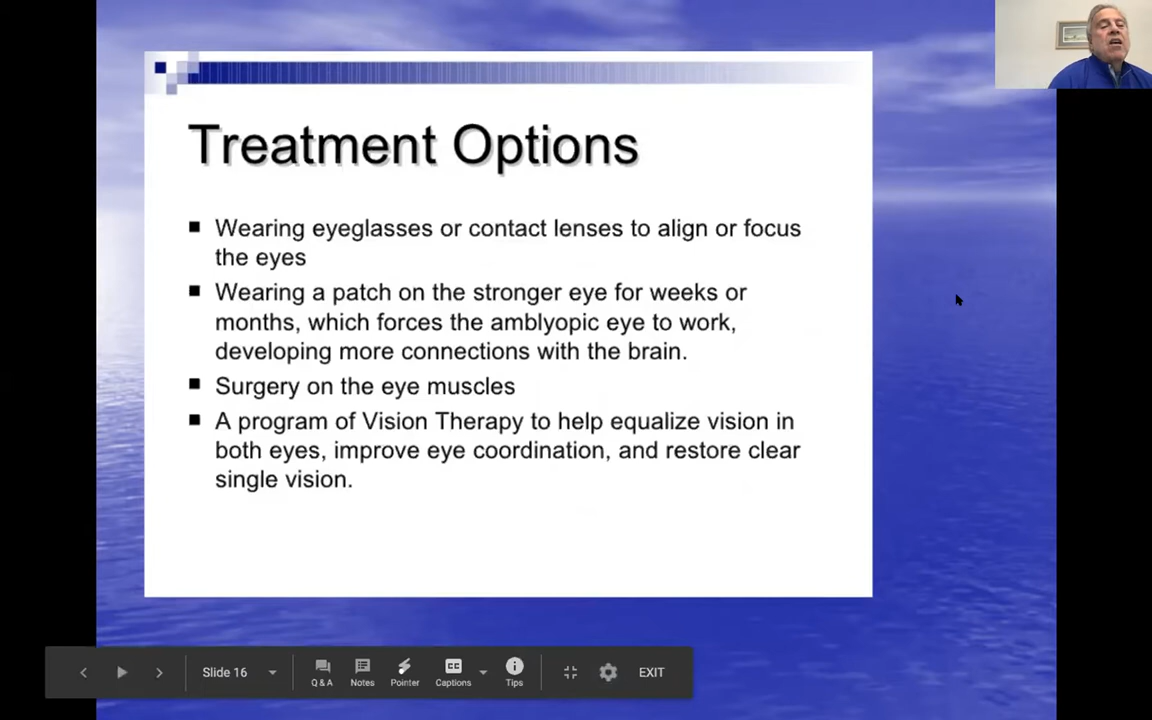 Treatment Options
Wearing eyeglasses or contact lenses to align or focus
the eyes
Wearing a patch on the stronger eye for weeks or
months, which forces the amblyopic eye to work,
developing more connections with the brain.
Surgery on the eye muscles
A program of Vision Therapy to help equalize vision in
both eyes, improve eye coordination, and restore clear
single vision.
Slide 16
Q & A
Notes
Pointer
CC
Captions
Tips
EXIT